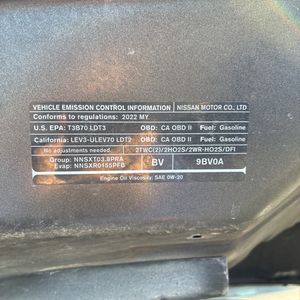 VEHICLE EMISSION CONTROL INFORMATION NISSAN MOTOR CO., LTD
Conforms to regulations: 2022 MY
U.S. EPA: T3B70 LDT3 OBD: CA OBD II Fuel: Gasoline
California: LEV3-ULEV70 LDT2 OBD: CA OBD II Fuel: Gasoline
No adjustments needed. 2TWC(2)/2HO2S/2WR-HO2S/DFI
Group: NNSXT03.8PRA
Evap: NNSXR0155PFB
BV 9BV0A
Engine Oil Viscosity: SAE 0W-20